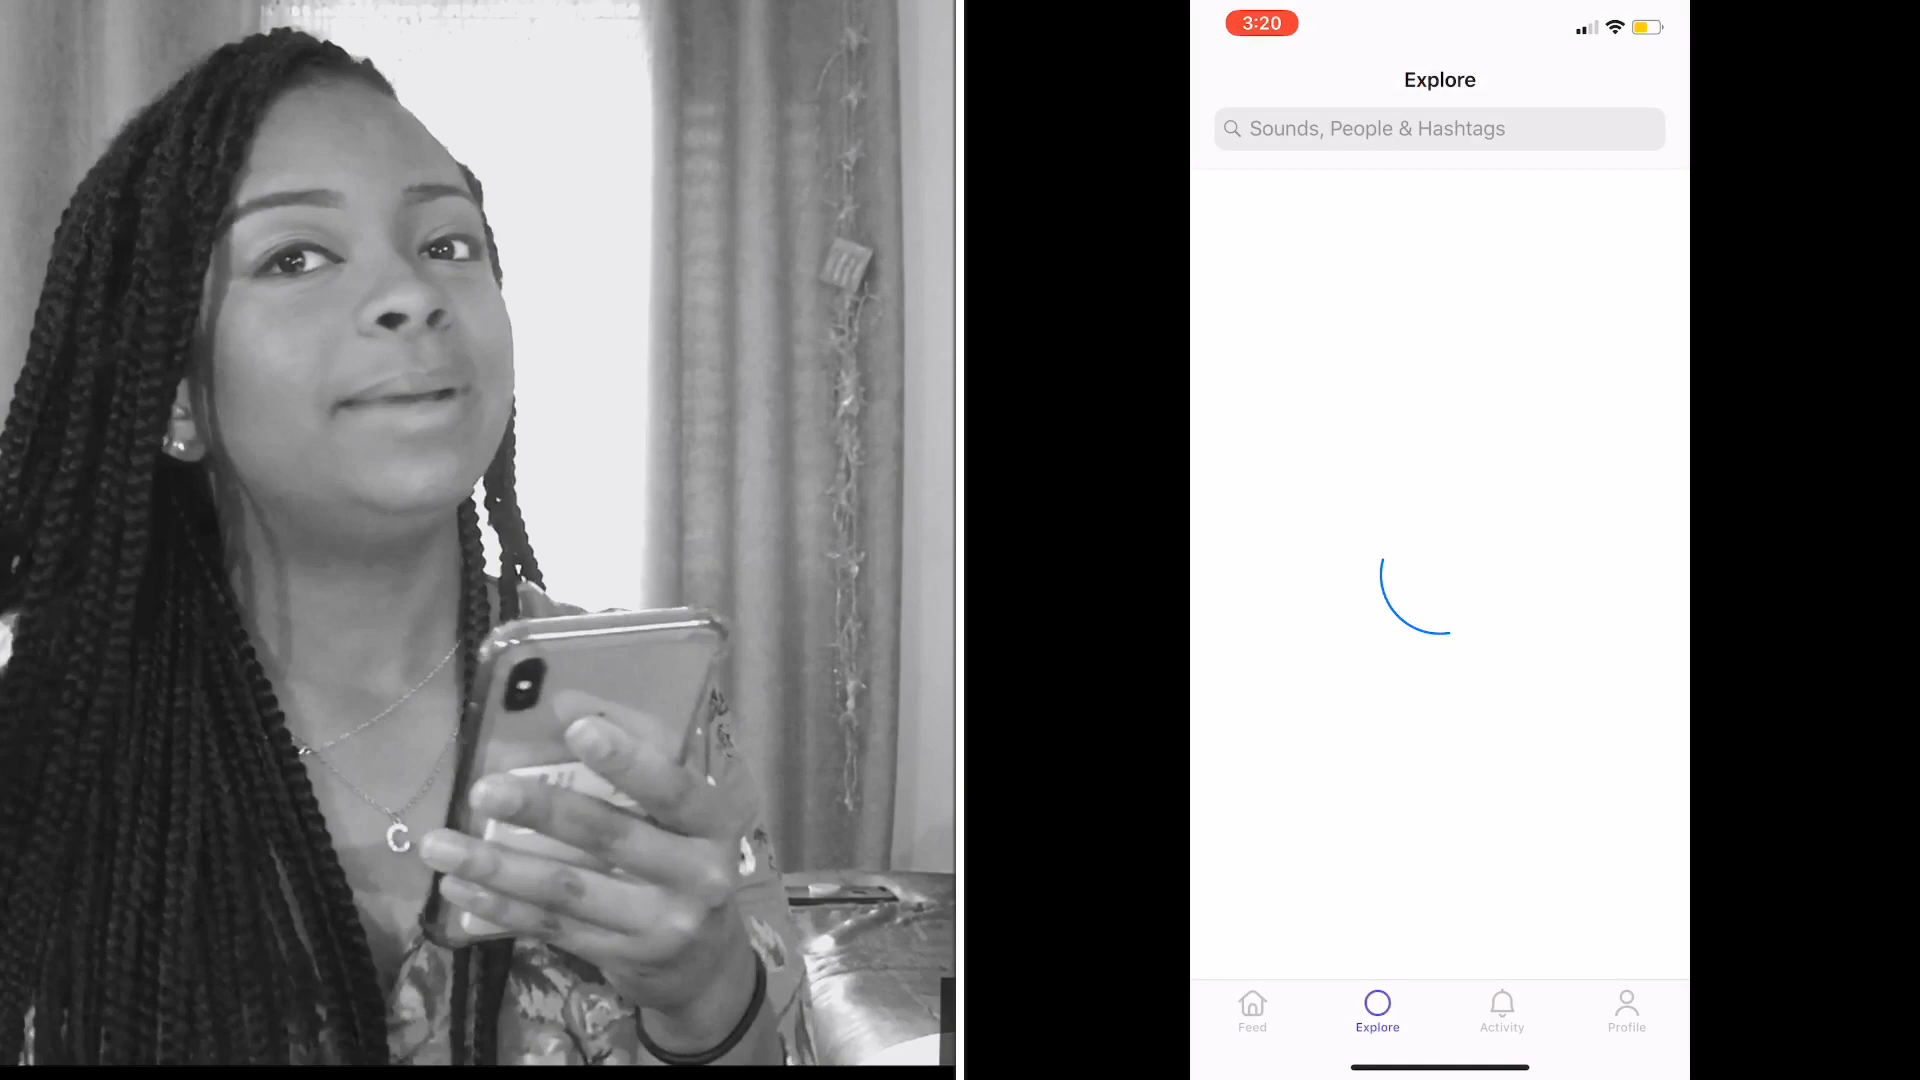 C
3:20
Explore
Sounds, People & Hashtags
Feed
Explore
Activity
Profile